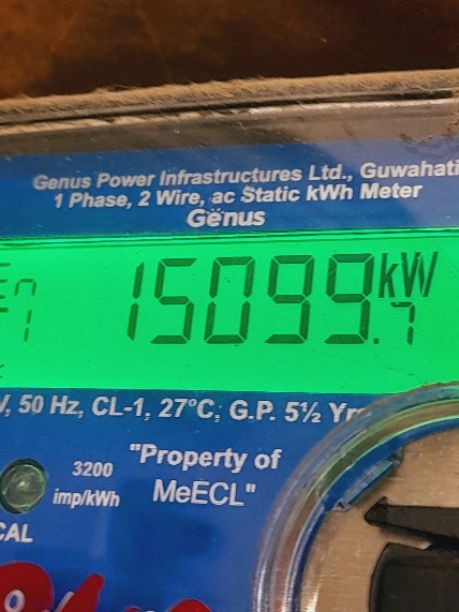 Genus Power Infrastructures Ltd., Guwahati
1 Phase, 2 Wire, ac Static kWh Meter
Genus
15099.7 kW
, 50 Hz, CL-1, 27°C, G.P. 5½ Yr
3200
imp/kWh
"Property of
MeECL"
CAL